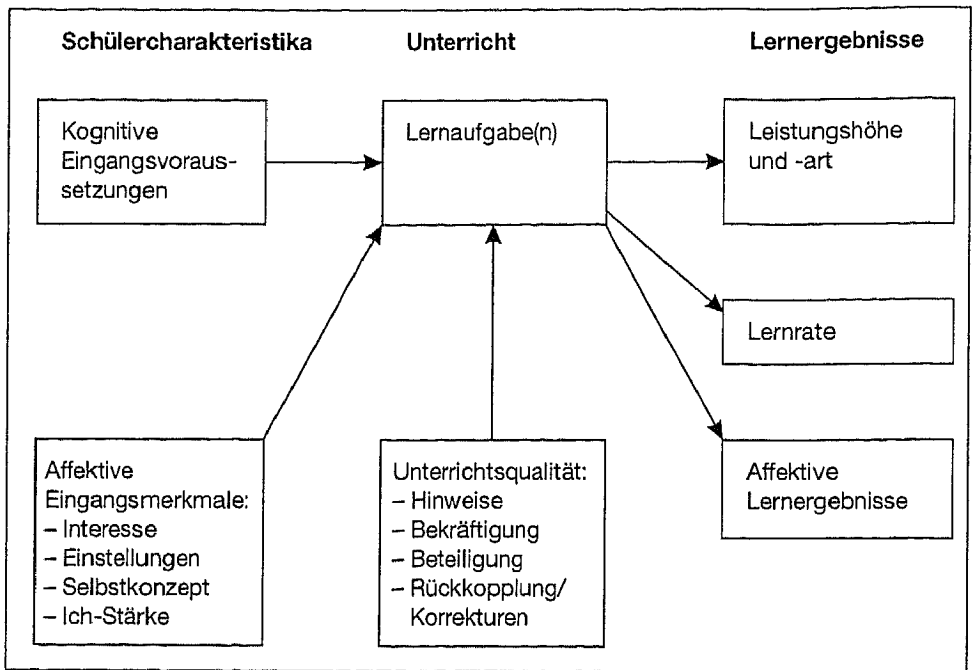 Schülercharakteristika
Unterricht
Lernergebnisse
Kognitive
Eingangsvoraus-
setzungen
Lernaufgabe(n)
Leistungshöhe
und -art
Lernrate
Affektive
Eingangsmerkmale:
– Interesse
– Einstellungen
– Selbstkonzept
– Ich-Stärke
Unterrichtsqualität:
– Hinweise
– Bekräftigung
– Beteiligung
– Rückkopplung/
Korrekturen
Affektive
Lernergebnisse